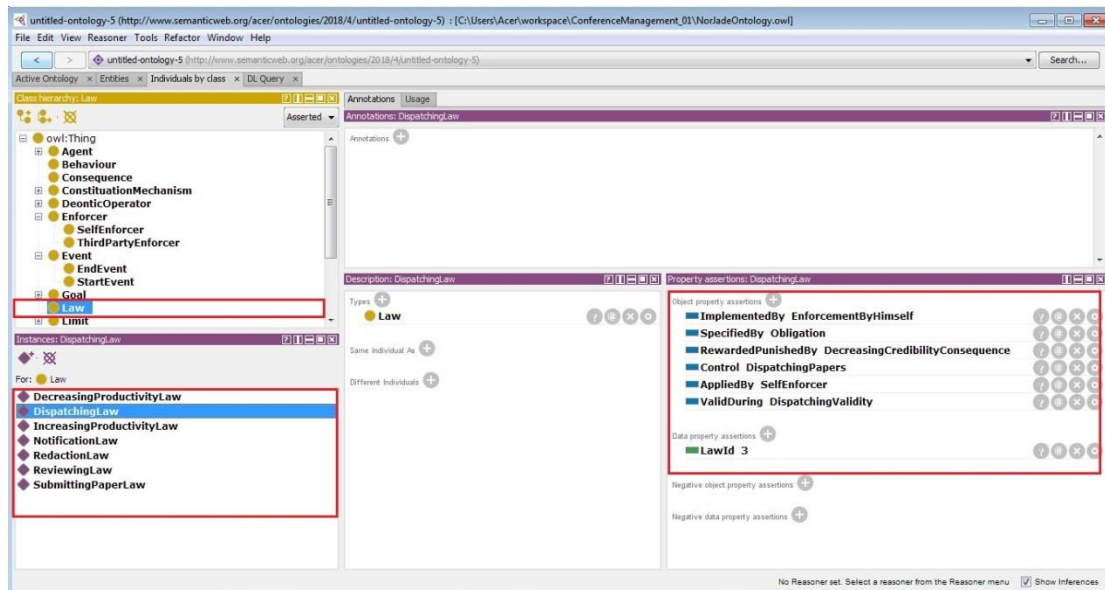 untitled-ontology-5 (http://www.semanticweb.org/acer/ontologies/2018/4/untitled-ontology-5) : [C:\Users\Acer\workspace\ConferenceManagement_01\NorJadeOntology.owl]
File Edit View Reasoner Tools Refactor Window Help
< > untitled-ontology-5 (http://www.semanticweb.org/acer/ontologies/2018/4/untitled-ontology-5) Search...
Active Ontology × Entities × Individuals by class × DL Query ×
Class hierarchy: Law
Asserted
owl:Thing
Agent
Behaviour
Consequence
ConstituationMechanism
DeonticOperator
Enforcer
SelfEnforcer
ThirdPartyEnforcer
Event
EndEvent
StartEvent
Goal
Law
Limit
Instances: DispatchingLaw
For: Law
DecreasingProductivityLaw
DispatchingLaw
IncreasingProductivityLaw
NotificationLaw
RedactionLaw
ReviewingLaw
SubmittingPaperLaw
Annotations Usage
Annotations: DispatchingLaw
Annotations
Description: DispatchingLaw
Types
Law
Same Individual As
Different Individuals
Property assertions: DispatchingLaw
Object property assertions
ImplementedBy EnforcementByHimself
SpecifiedBy Obligation
RewardedPunishedBy DecreasingCredibilityConsequence
Control DispatchingPapers
AppliedBy SelfEnforcer
ValidDuring DispatchingValidity
Data property assertions
LawId 3
Negative object property assertions
Negative data property assertions
No Reasoner set. Select a reasoner from the Reasoner menu Show Inferences